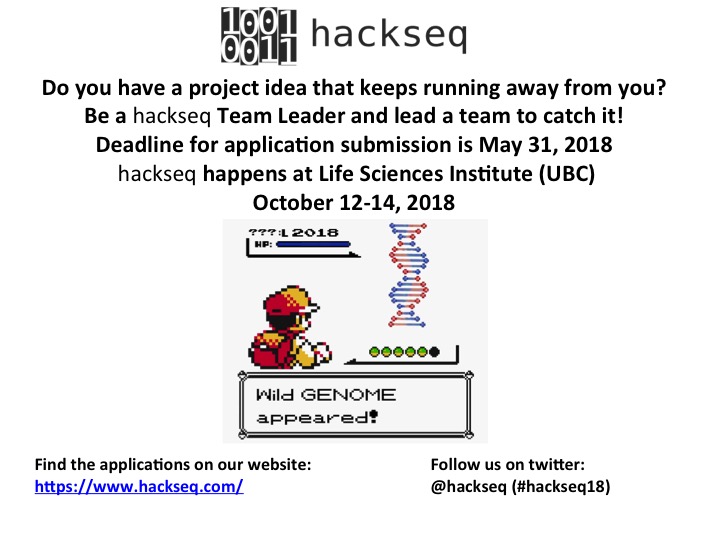 1001
0011
hackseq
Do you have a project idea that keeps running away from you?
Be a hackseq Team Leader and lead a team to catch it!
Deadline for application submission is May 31, 2018
hackseq happens at Life Sciences Institute (UBC)
October 12-14, 2018
???:L2018
HP:
Wild GENOME
appeared!
Find the applications on our website:
https://www.hackseq.com/
Follow us on twitter:
@hackseq (#hackseq18)